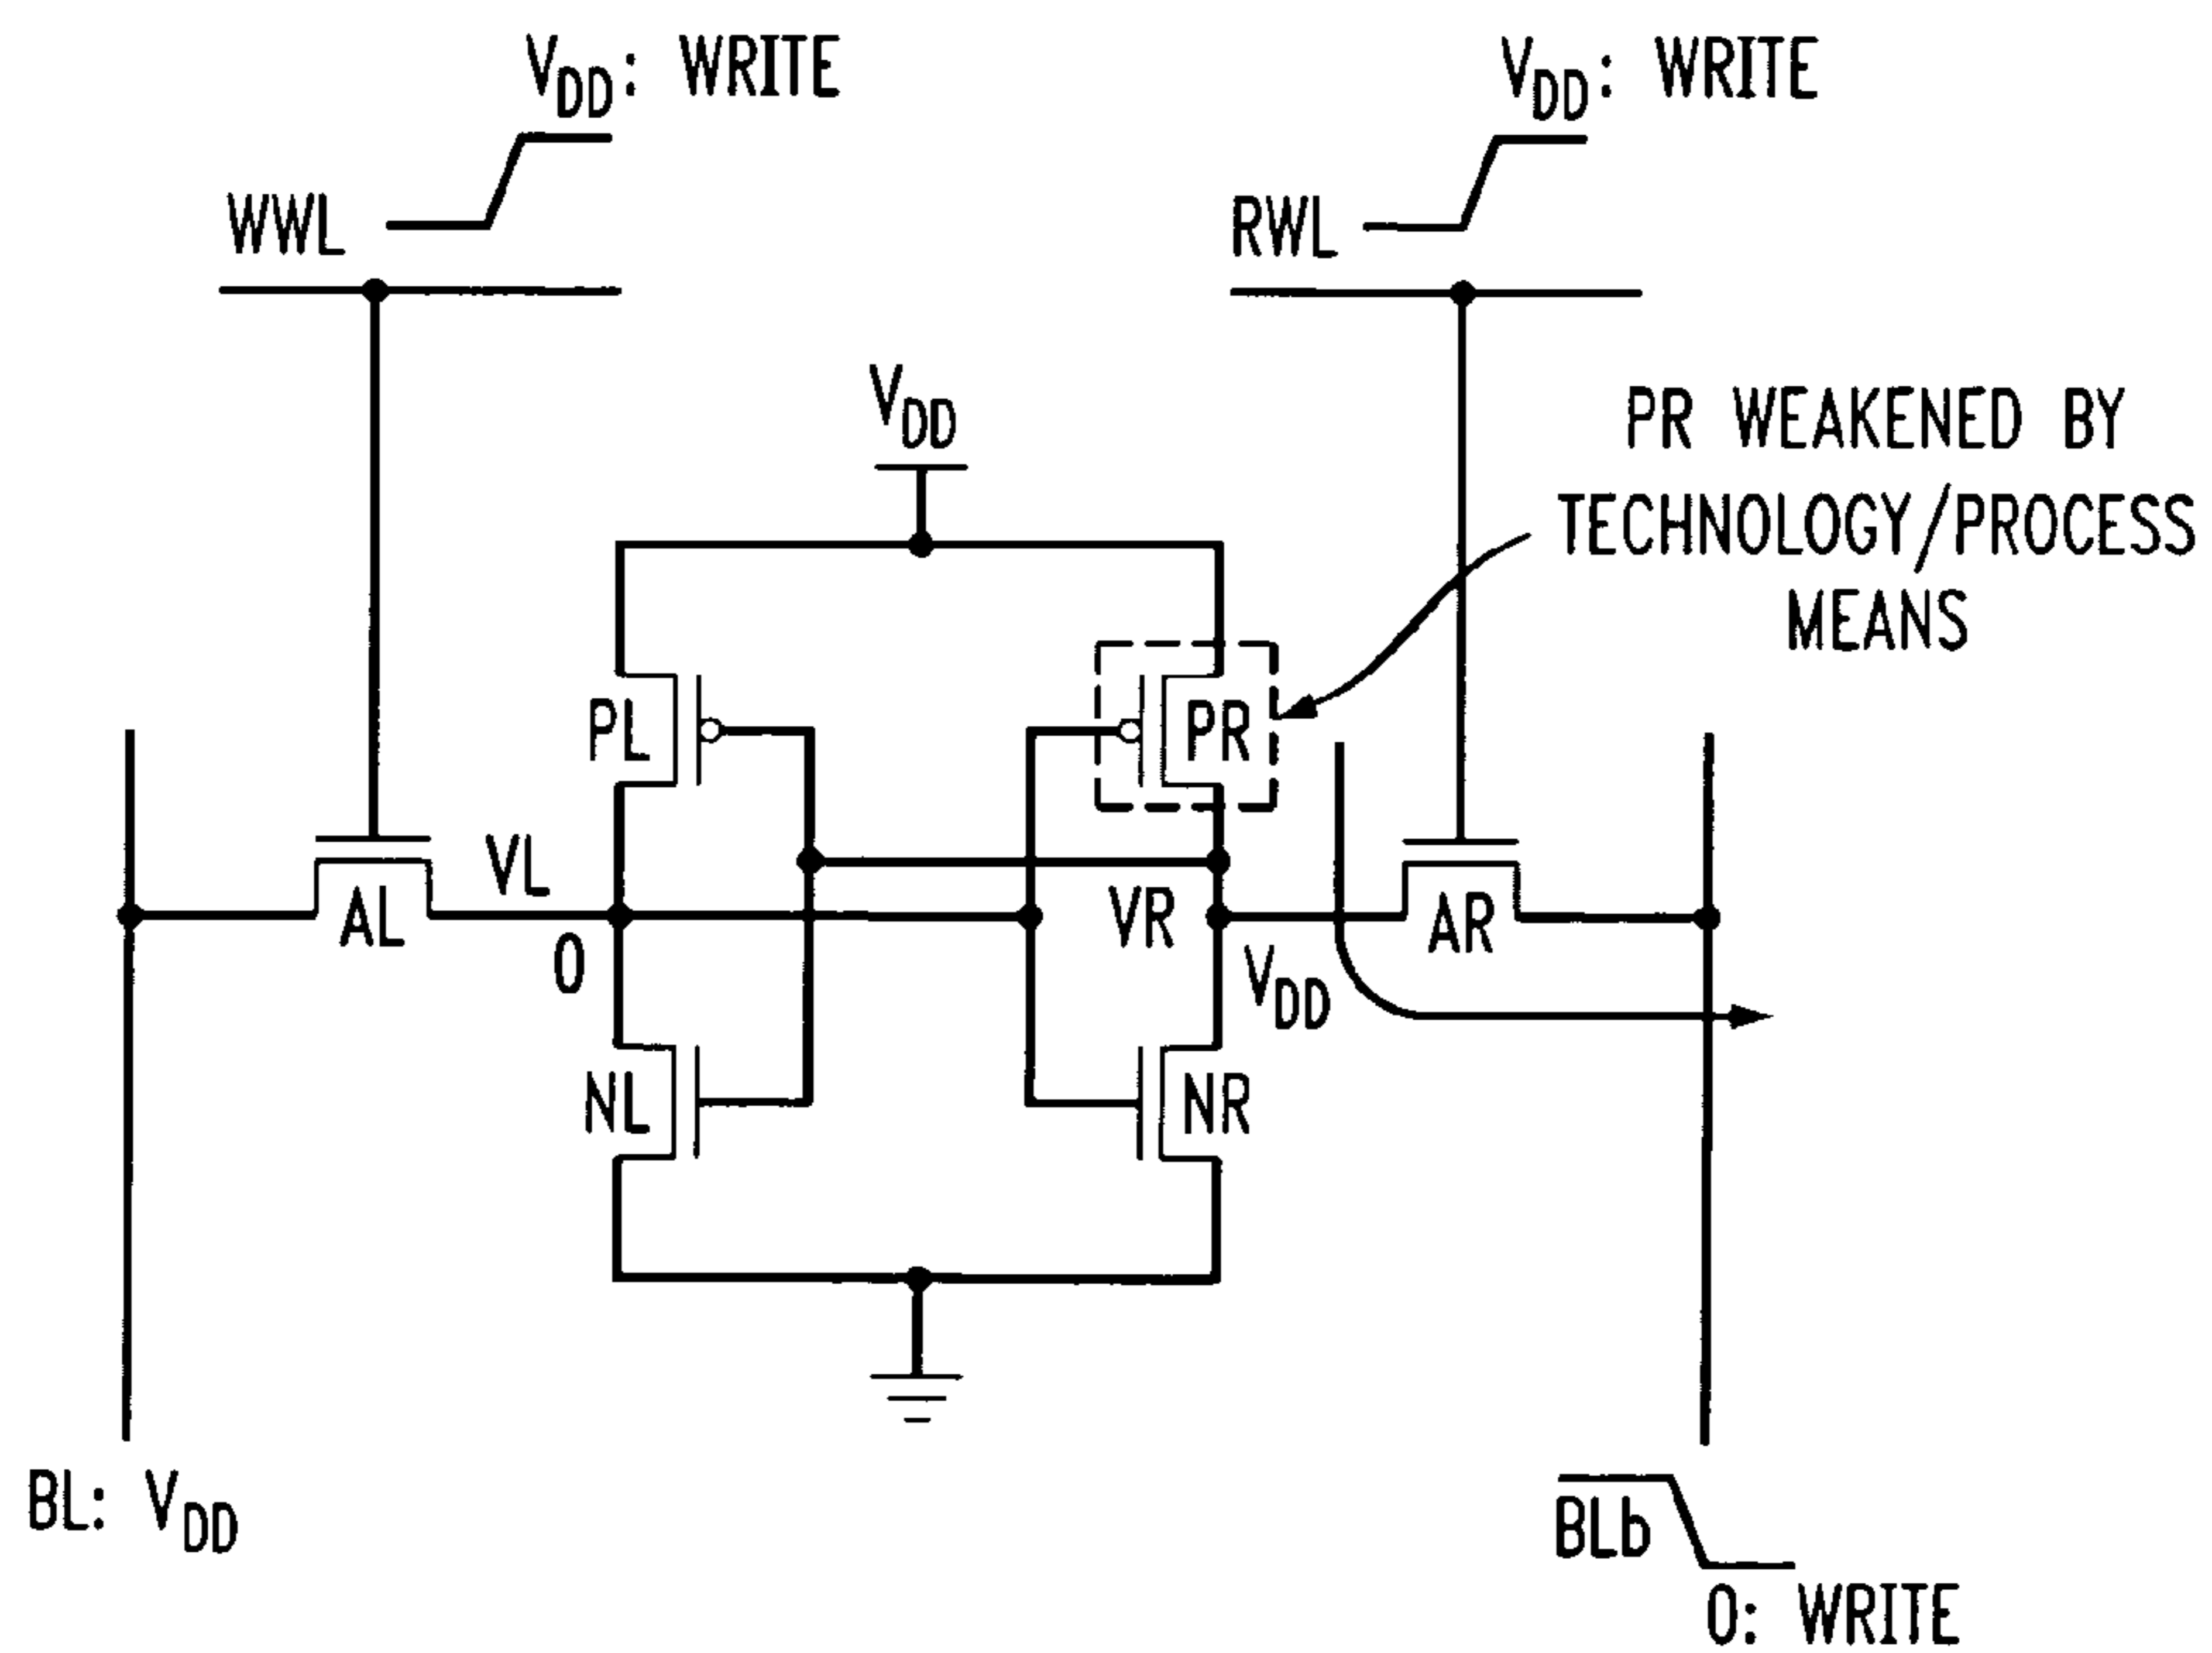 VDD: WRITE
VDD: WRITE
WWL
RWL
VDD
PR WEAKENED BY
TECHNOLOGY/PROCESS
MEANS
PL
PR
VL
AL
0
VR
AR
VDD
NL
NR
BL: VDD
BLb
0: WRITE